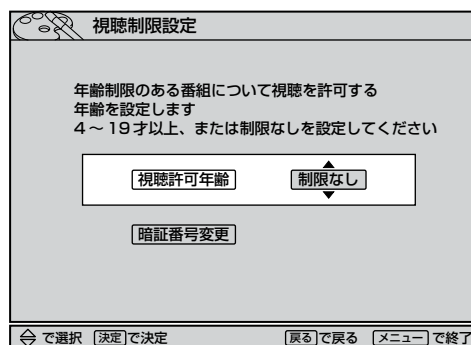 視聴制限設定
年齢制限のある番組について視聴を許可する
年齢を設定します
4～19才以上、または制限なしを設定してください
視聴許可年齢 制限なし
暗証番号変更
で選択 決定で決定 戻るで戻る メニューで終了